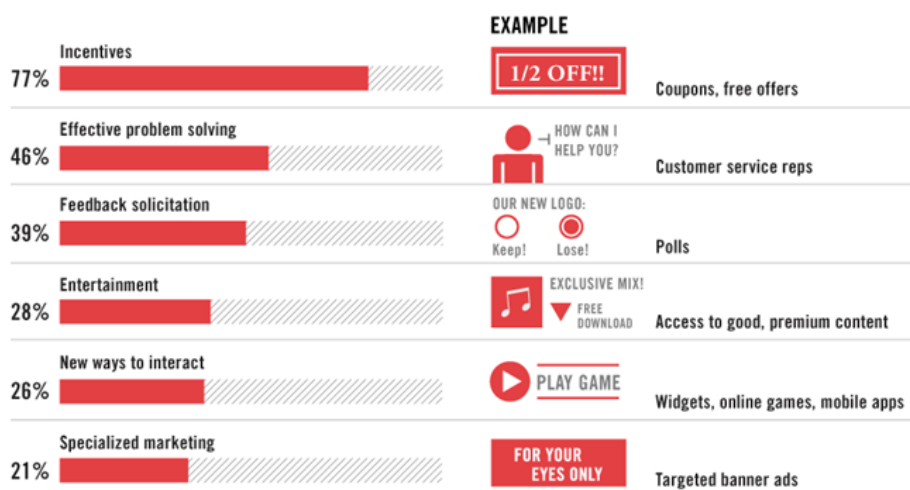 EXAMPLE
Incentives
77%
1/2 OFF!!
Coupons, free offers
Effective problem solving
46%
HOW CAN I
HELP YOU?
Customer service reps
Feedback solicitation
39%
OUR NEW LOGO:
Keep! Lose!
Polls
Entertainment
28%
EXCLUSIVE MIX!
FREE
DOWNLOAD
Access to good, premium content
New ways to interact
26%
PLAY GAME
Widgets, online games, mobile apps
Specialized marketing
21%
FOR YOUR
EYES ONLY
Targeted banner ads